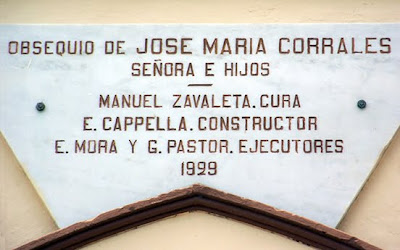 OBSEQUIO DE JOSE MARIA CORRALES
SEÑORA E HIJOS
MANUEL ZAVALETA. CURA
E. CAPPELLA. CONSTRUCTOR
E. MORA Y G. PASTOR. EJECUTORES
1929